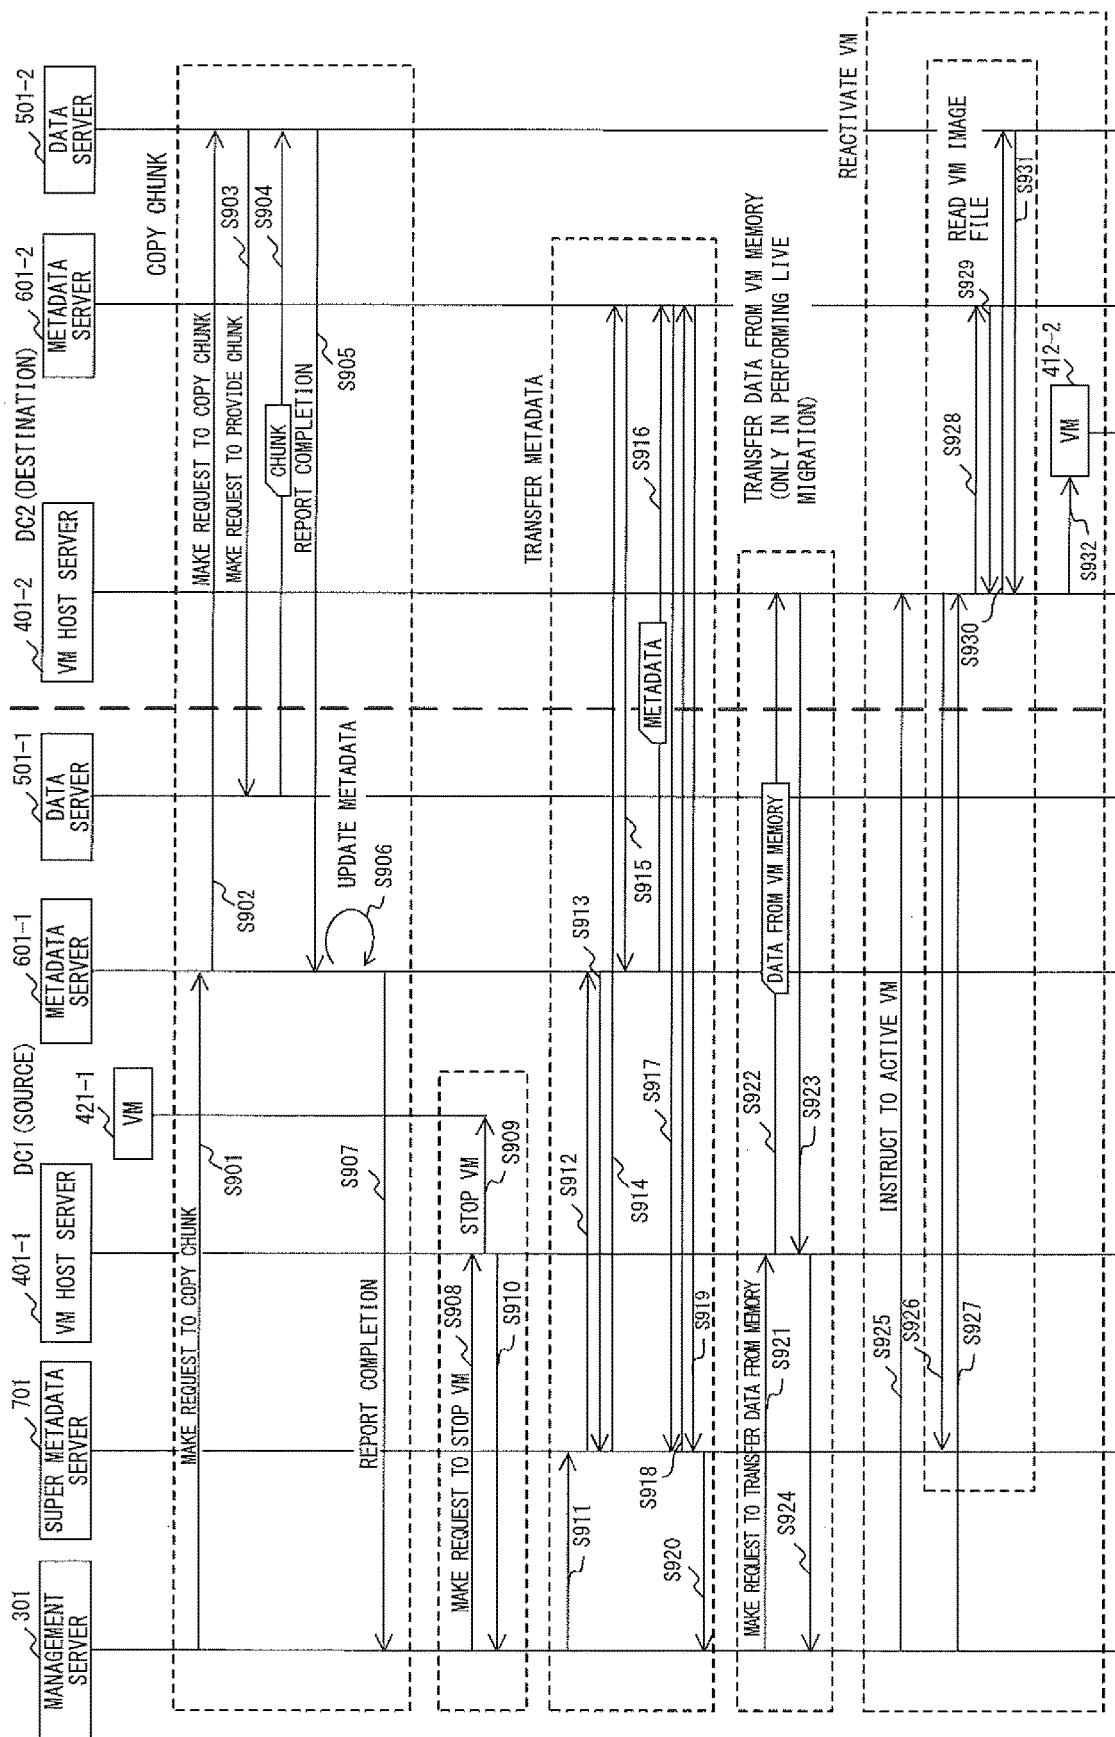 DC1 (SOURCE)
DC2 (DESTINATION)
301
MANAGEMENT
SERVER
701
SUPER METADATA
SERVER
401-1
VM HOST SERVER
421-1
VM
601-1
METADATA
SERVER
501-1
DATA
SERVER
401-2
VM HOST SERVER
601-2
METADATA
SERVER
501-2
DATA
SERVER
COPY CHUNK
MAKE REQUEST TO COPY CHUNK
S901
S902
MAKE REQUEST TO COPY CHUNK
MAKE REQUEST TO PROVIDE CHUNK
S903
CHUNK
S904
REPORT COMPLETION
S905
UPDATE METADATA
S906
REPORT COMPLETION
S907
MAKE REQUEST TO STOP VM
S908
STOP VM
S909
S910
TRANSFER METADATA
S911
S912
S913
S914
S915
METADATA
S916
S917
S918
S919
S920
TRANSFER DATA FROM VM MEMORY
(ONLY IN PERFORMING LIVE
MIGRATION)
MAKE REQUEST TO TRANSFER DATA FROM MEMORY
S921
S922
DATA FROM VM MEMORY
S923
S924
REACTIVATE VM
INSTRUCT TO ACTIVE VM
S925
READ VM IMAGE
FILE
S926
S927
S928
S929
S930
S931
412-2
VM
S932